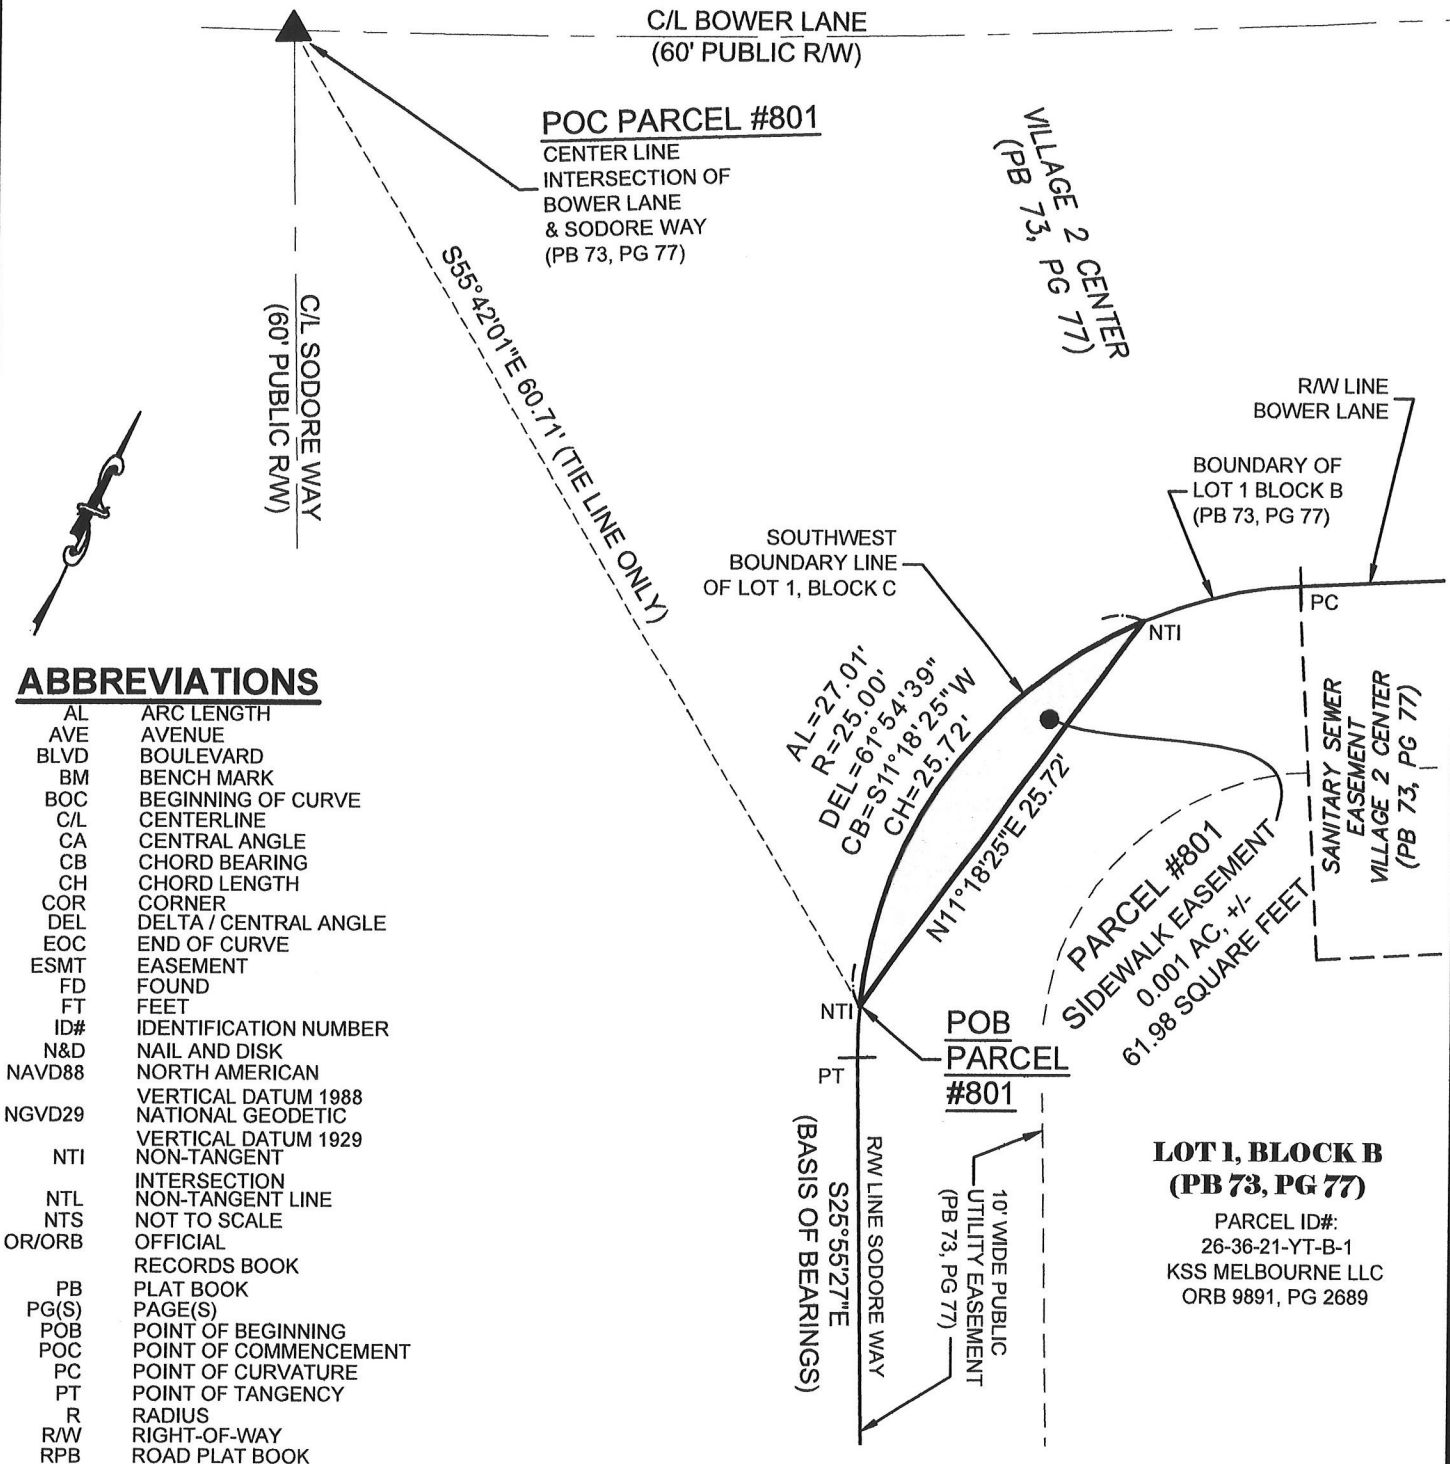 C/L BOWER LANE
(60' PUBLIC R/W)
POC PARCEL #801
CENTER LINE
INTERSECTION OF
BOWER LANE
& SODORE WAY
(PB 73, PG 77)
VILLAGE 2 CENTER
(PB 73, PG 77)
C/L SODORE WAY
(60' PUBLIC R/W)
S55°42'01"E 60.71' (TIE LINE ONLY)
R/W LINE
BOWER LANE
BOUNDARY OF
LOT 1 BLOCK B
(PB 73, PG 77)
SOUTHWEST
BOUNDARY LINE
OF LOT 1, BLOCK C
PC
NTI
AL=27.01'
R=25.00'
DEL=61°54'39"
CB=S11°18'25"W
CH=25.72'
N11°18'25"E 25.72'
SANITARY SEWER
EASEMENT
VILLAGE 2 CENTER
(PB 73, PG 77)
PARCEL #801
SIDEWALK EASEMENT
0.001 AC, +/-
61.98 SQUARE FEET
NTI
PT
POB
PARCEL
#801
S25°55'27"E
(BASIS OF BEARINGS)
R/W LINE SODORE WAY
10' WIDE PUBLIC
UTILITY EASEMENT
(PB 73, PG 77)
LOT 1, BLOCK B
(PB 73, PG 77)
PARCEL ID#:
26-36-21-YT-B-1
KSS MELBOURNE LLC
ORB 9891, PG 2689
ABBREVIATIONS
AL ARC LENGTH
AVE AVENUE
BLVD BOULEVARD
BM BENCH MARK
BOC BEGINNING OF CURVE
C/L CENTERLINE
CA CENTRAL ANGLE
CB CHORD BEARING
CH CHORD LENGTH
COR CORNER
DEL DELTA / CENTRAL ANGLE
EOC END OF CURVE
ESMT EASEMENT
FD FOUND
FT FEET
ID# IDENTIFICATION NUMBER
N&D NAIL AND DISK
NAVD88 NORTH AMERICAN
VERTICAL DATUM 1988
NGVD29 NATIONAL GEODETIC
VERTICAL DATUM 1929
NTI NON-TANGENT
INTERSECTION
NTL NON-TANGENT LINE
NTS NOT TO SCALE
OR/ORB OFFICIAL
RECORDS BOOK
PB PLAT BOOK
PG(S) PAGE(S)
POB POINT OF BEGINNING
POC POINT OF COMMENCEMENT
PC POINT OF CURVATURE
PT POINT OF TANGENCY
R RADIUS
R/W RIGHT-OF-WAY
RPB ROAD PLAT BOOK